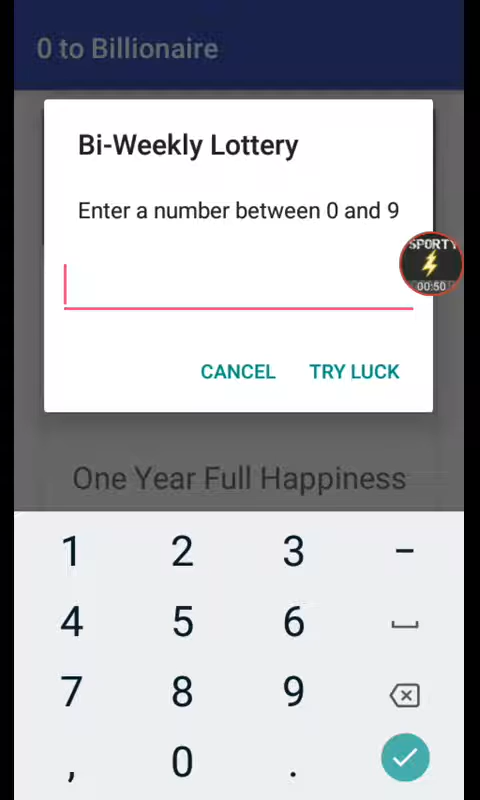 0 to Billionaire
Bi-Weekly Lottery
Enter a number between 0 and 9
SPORTY
00:50
CANCEL TRY LUCK
One Year Full Happiness
1 2 3 –
4 5 6
7 8 9
, 0 .